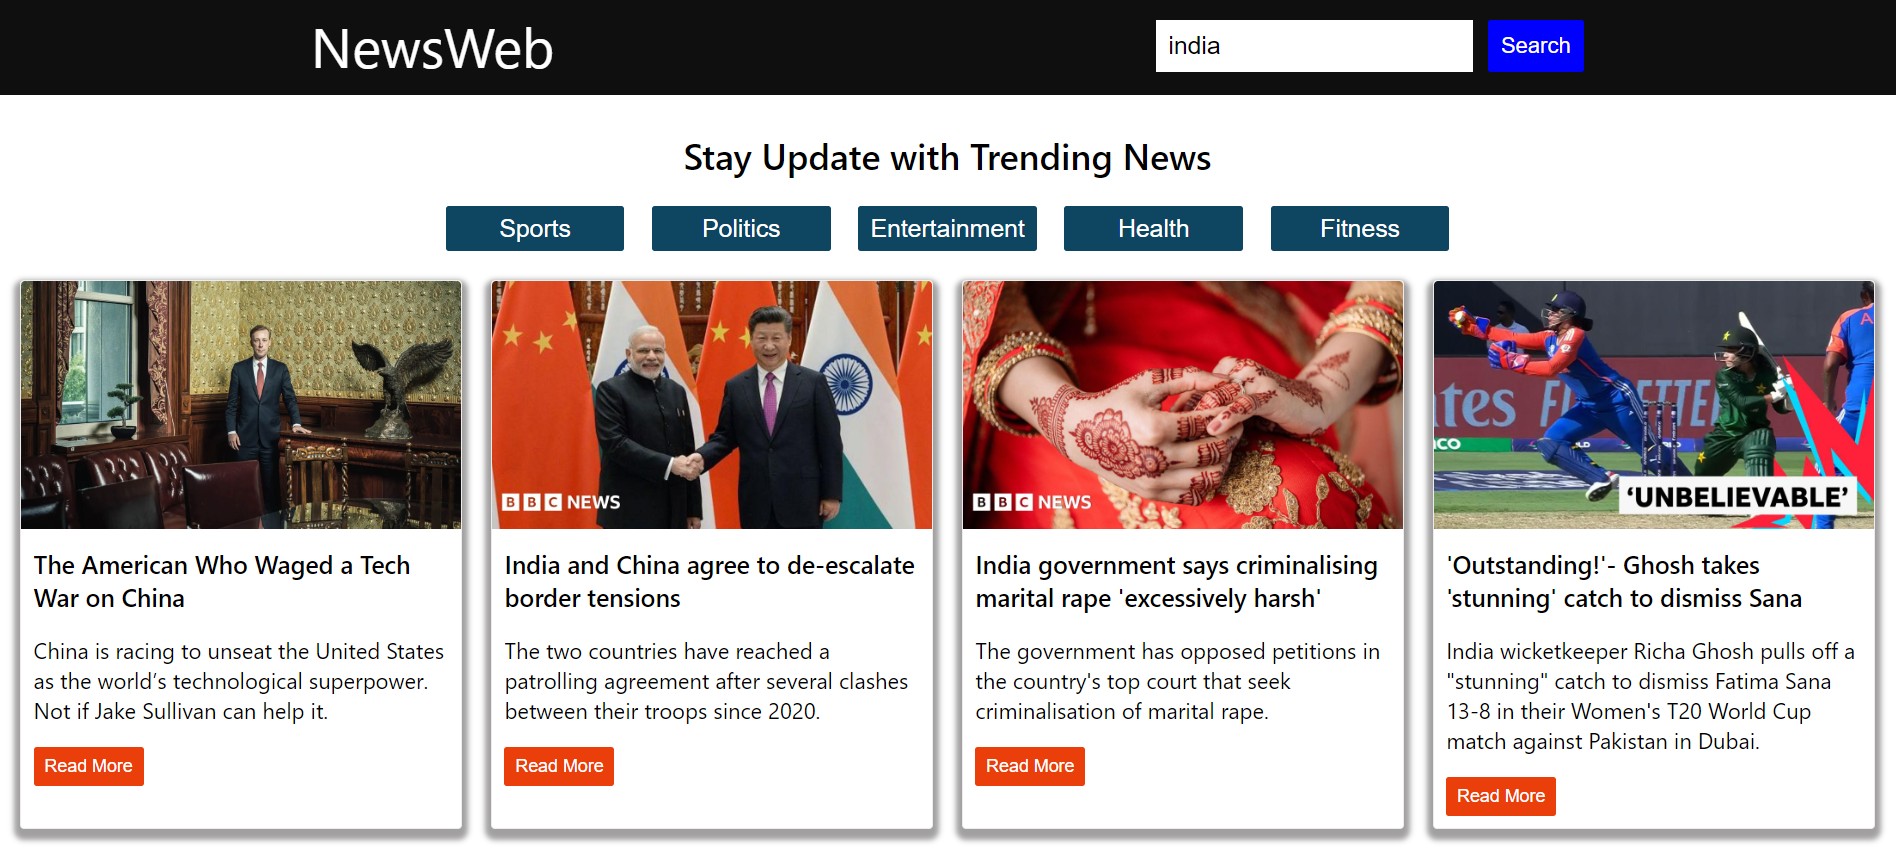 NewsWeb
india
Search
Stay Update with Trending News
Sports
Politics
Entertainment
Health
Fitness
BBC NEWS
BBC NEWS
‘UNBELIEVABLE’
The American Who Waged a Tech
War on China
China is racing to unseat the United States
as the world’s technological superpower.
Not if Jake Sullivan can help it.
Read More
India and China agree to de-escalate
border tensions
The two countries have reached a
patrolling agreement after several clashes
between their troops since 2020.
Read More
India government says criminalising
marital rape 'excessively harsh'
The government has opposed petitions in
the country's top court that seek
criminalisation of marital rape.
Read More
'Outstanding!'- Ghosh takes
'stunning' catch to dismiss Sana
India wicketkeeper Richa Ghosh pulls off a
"stunning" catch to dismiss Fatima Sana
13-8 in their Women's T20 World Cup
match against Pakistan in Dubai.
Read More